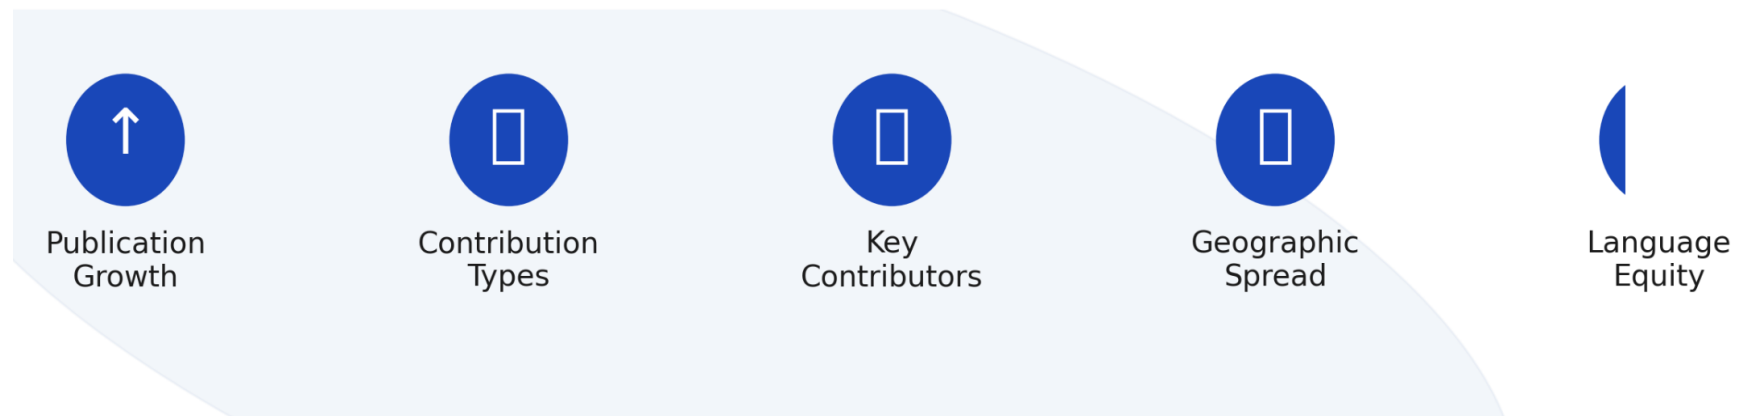 ↑
Publication
Growth
Contribution
Types
Key
Contributors
Geographic
Spread
Language
Equity